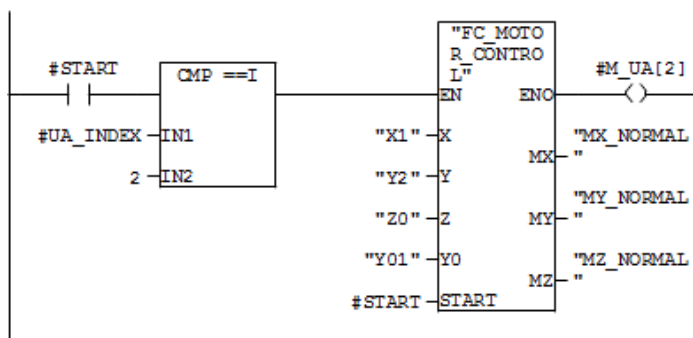 "FC_MOTO
R_CONTRO
L"
#START
CMP ==I
#M_UA[2]
EN ENO
#UA_INDEX IN1
"X1" X
"MX_NORMAL
MX "
2 IN2
"Y2" Y
"MY_NORMAL
"Z0" Z
MY "
"Y01" Y0
"MZ_NORMAL
MZ "
#START START